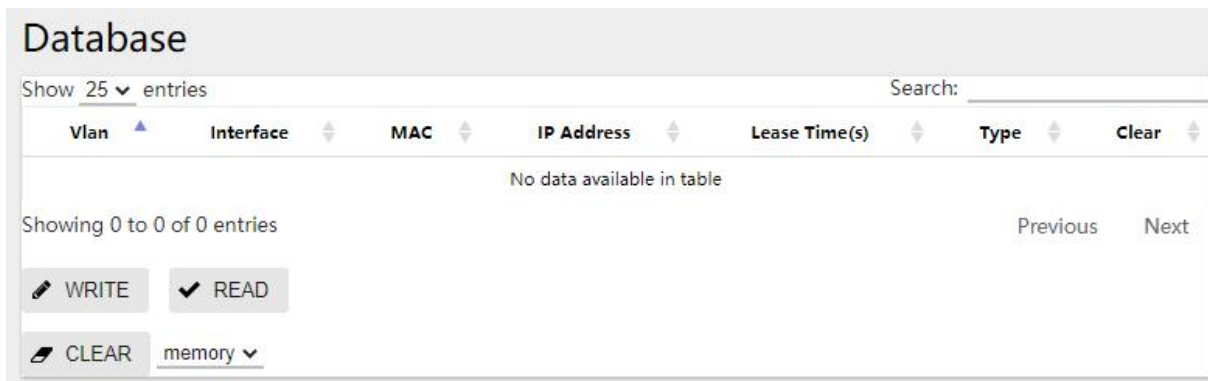 Database
Show 25 entries Search:
Vlan Interface MAC IP Address Lease Time(s) Type Clear
No data available in table
Showing 0 to 0 of 0 entries Previous Next
WRITE READ
CLEAR memory